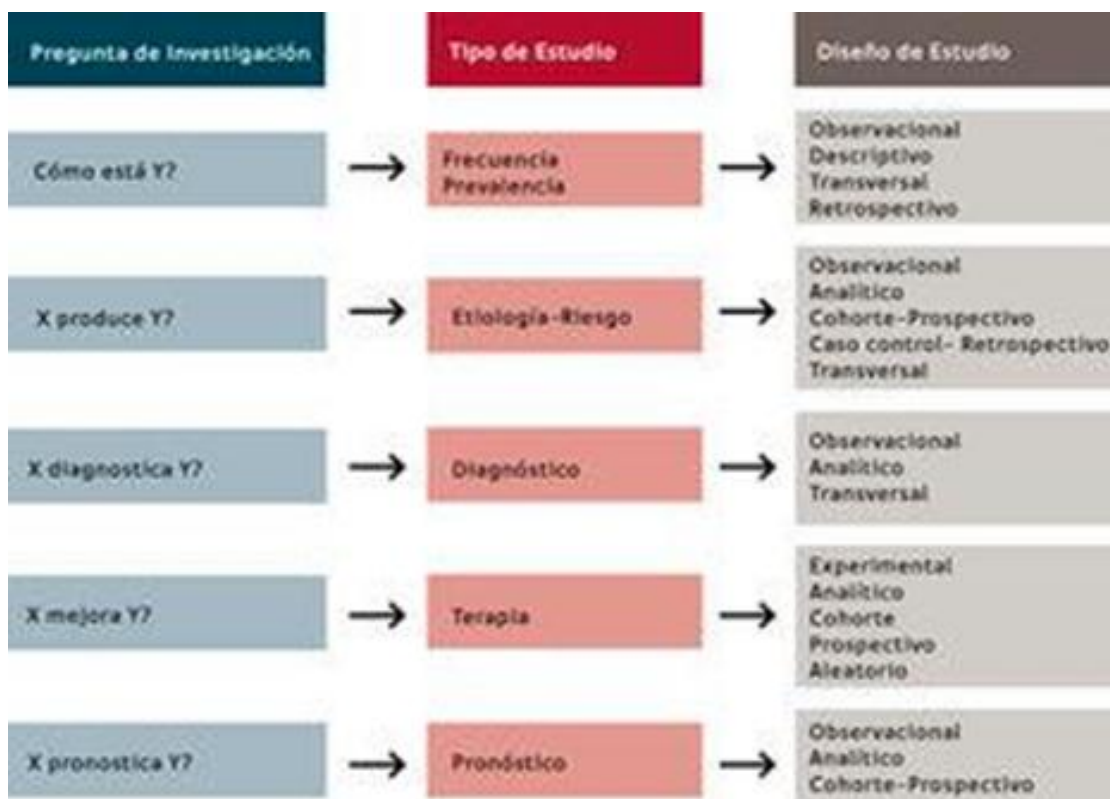 Pregunta de Investigación
Tipo de Estudio
Diseño de Estudio
Cómo está Y?
Frecuencia
Prevalencia
Observacional
Descriptivo
Transversal
Retrospectivo
X produce Y?
Etiología-Riesgo
Observacional
Analítico
Cohorte-Prospectivo
Caso control- Retrospectivo
Transversal
X diagnostica Y?
Diagnóstico
Observacional
Analítico
Transversal
X mejora Y?
Terapia
Experimental
Analítico
Cohorte
Prospectivo
Aleatorio
X pronostica Y?
Pronóstico
Observacional
Analítico
Cohorte-Prospectivo